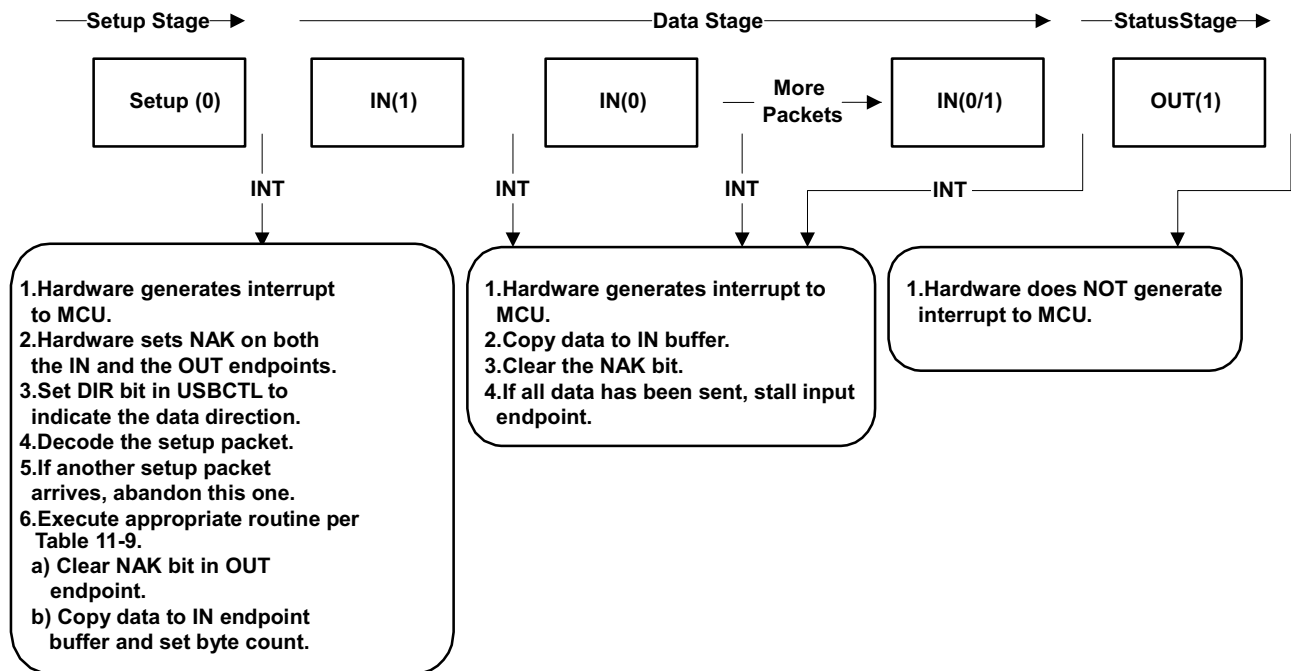 Setup Stage
Data Stage
StatusStage
Setup (0)
IN(1)
IN(0)
More
Packets
IN(0/1)
OUT(1)
INT
INT
INT
1.Hardware generates interrupt
to MCU.
2.Hardware sets NAK on both
the IN and the OUT endpoints.
3.Set DIR bit in USBCTL to
indicate the data direction.
4.Decode the setup packet.
5.If another setup packet
arrives, abandon this one.
6.Execute appropriate routine per
Table 11-9.
a) Clear NAK bit in OUT
endpoint.
b) Copy data to IN endpoint
buffer and set byte count.
1.Hardware generates interrupt to
MCU.
2.Copy data to IN buffer.
3.Clear the NAK bit.
4.If all data has been sent, stall input
endpoint.
1.Hardware does NOT generate
interrupt to MCU.